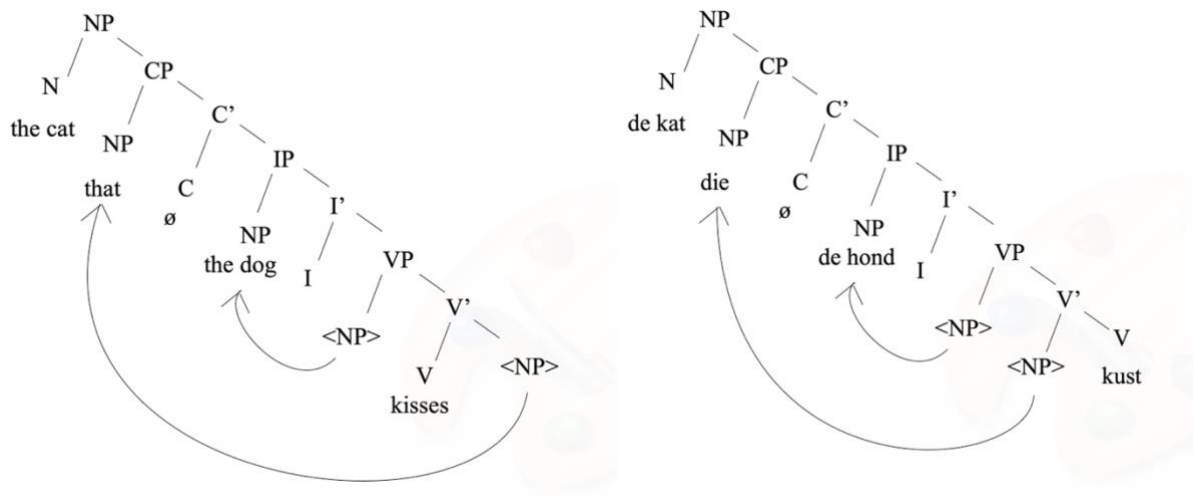 NP
N
CP
the cat
NP
C’
that
C
IP
ø
NP
I’
the dog
I
VP
<NP>
V’
V
<NP>
kisses
NP
N
CP
de kat
NP
C’
die
C
IP
ø
NP
I’
de hond
I
VP
<NP>
V’
<NP>
V
kust